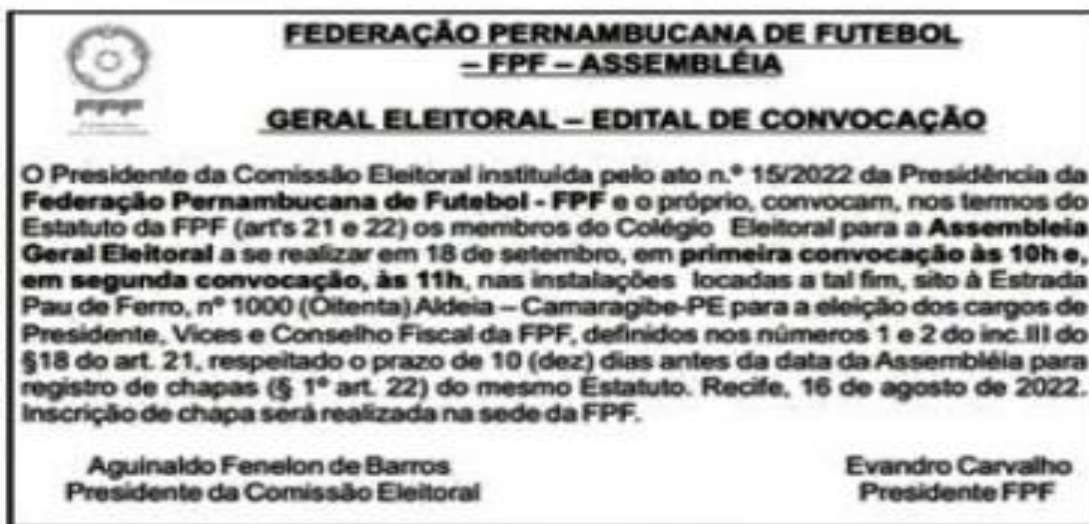 FEDERAÇÃO PERNAMBUCANA DE FUTEBOL
– FPF – ASSEMBLÉIA
GERAL ELEITORAL – EDITAL DE CONVOCAÇÃO
O Presidente da Comissão Eleitoral instituída pelo ato n.º 15/2022 da Presidência da
Federação Pernambucana de Futebol - FPF e o próprio, convocam, nos termos do
Estatuto da FPF (art's 21 e 22) os membros do Colégio Eleitoral para a Assembleia
Geral Eleitoral a se realizar em 18 de setembro, em primeira convocação às 10h e,
em segunda convocação, às 11h, nas instalações locadas a tal fim, sito à Estrada
Pau de Ferro, nº 1000 (Oitenta) Aldeia – Camaragibe-PE para a eleição dos cargos de
Presidente, Vices e Conselho Fiscal da FPF, definidos nos números 1 e 2 do inc.III do
§18 do art. 21, respeitado o prazo de 10 (dez) dias antes da data da Assembléia para
registro de chapas (§ 1º art. 22) do mesmo Estatuto. Recife, 16 de agosto de 2022.
Inscrição de chapa será realizada na sede da FPF.
Aguinaldo Fenelon de Barros
Presidente da Comissão Eleitoral
Evandro Carvalho
Presidente FPF